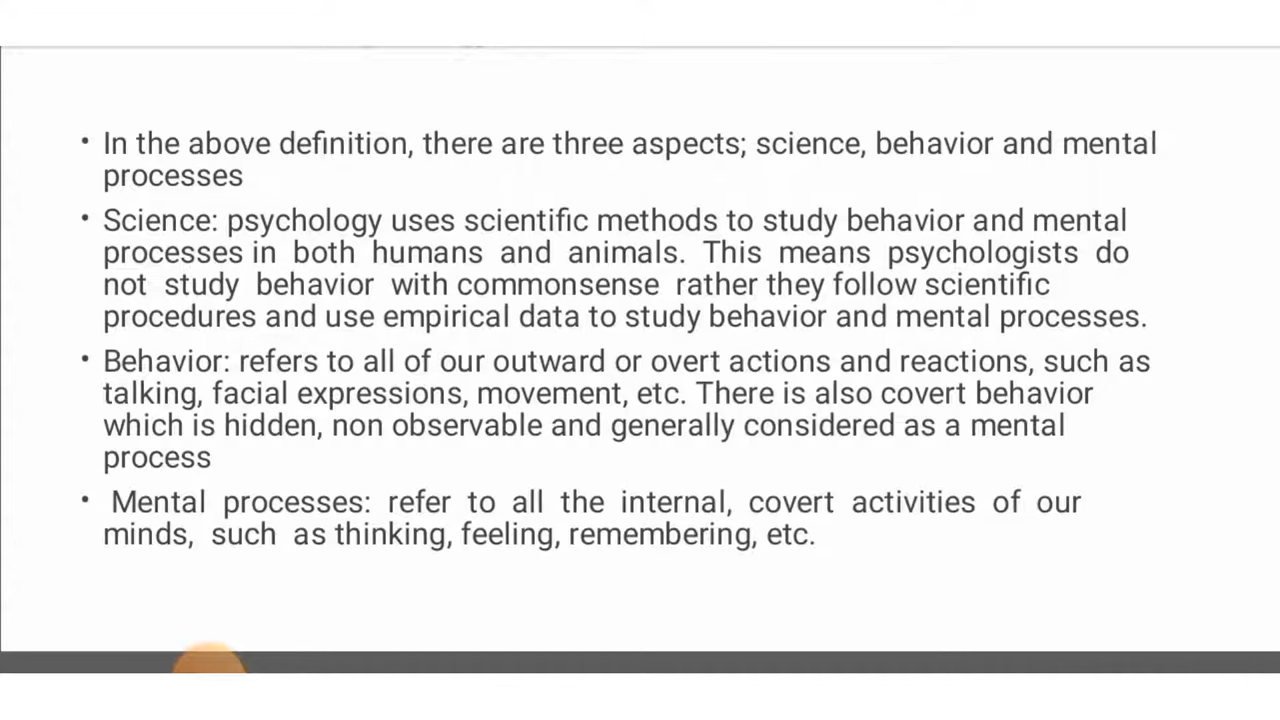 • In the above definition, there are three aspects; science, behavior and mental
processes
• Science: psychology uses scientific methods to study behavior and mental
processes in both humans and animals. This means psychologists do
not study behavior with commonsense rather they follow scientific
procedures and use empirical data to study behavior and mental processes.
• Behavior: refers to all of our outward or overt actions and reactions, such as
talking, facial expressions, movement, etc. There is also covert behavior
which is hidden, non observable and generally considered as a mental
process
• Mental processes: refer to all the internal, covert activities of our
minds, such as thinking, feeling, remembering, etc.